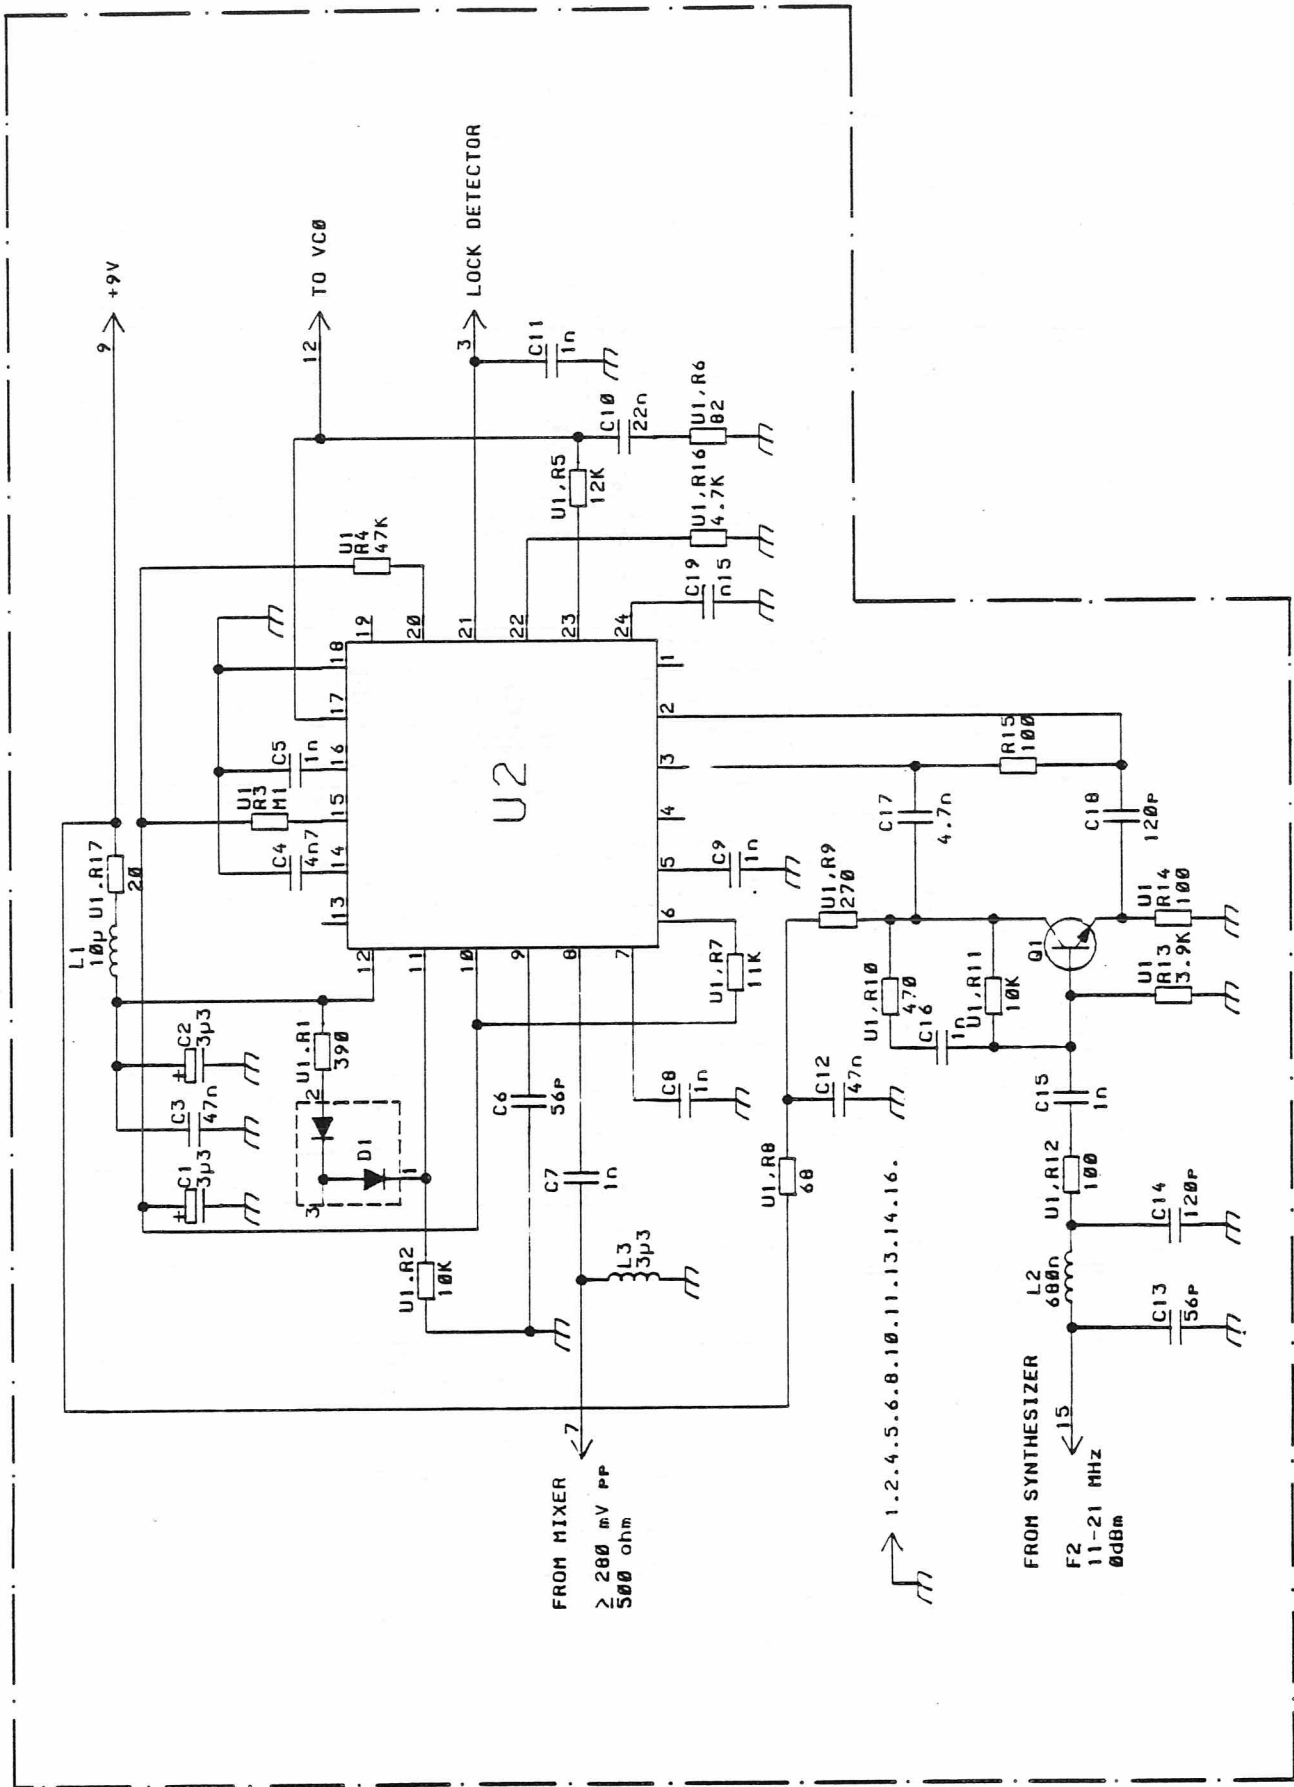 +9V
9
TO VCØ
12
LOCK DETECTOR
3
C11
1n
C1Ø
22n
U1,R6
82
U1,R5
12K
U1,R16
4.7K
U1
R4
47K
C19
n15
19
20
21
22
23
24
18
17
16
15
14
13
C5
1n
U1
R3
M1
C4
4n7
U1.R17
2Ø
L1
10µ
U2
1
2
3
4
5
6
12
11
10
9
8
7
R15
100
C17
4.7n
C18
120P
C9
1n
U1,R7
11K
U1,R9
270
U1,R10
470
C16
1n
U1,R11
10K
Q1
U1
R14
100
U1
R13
3.9K
C2
3µ3
C3
47n
C1
3µ3
U1.R1
390
2
D1
1
3
U1.R2
10K
C6
56P
C7
1n
C8
1n
L3
3µ3
C12
47n
U1,R8
68
C15
1n
U1,R12
100
C14
120P
L2
680n
C13
56P
7
FROM MIXER
≥ 280 mV PP
500 ohm
1.2.4.5.6.8.10.11.13.14.16.
FROM SYNTHESIZER
15
F2
11-21 MHz
ØdBm